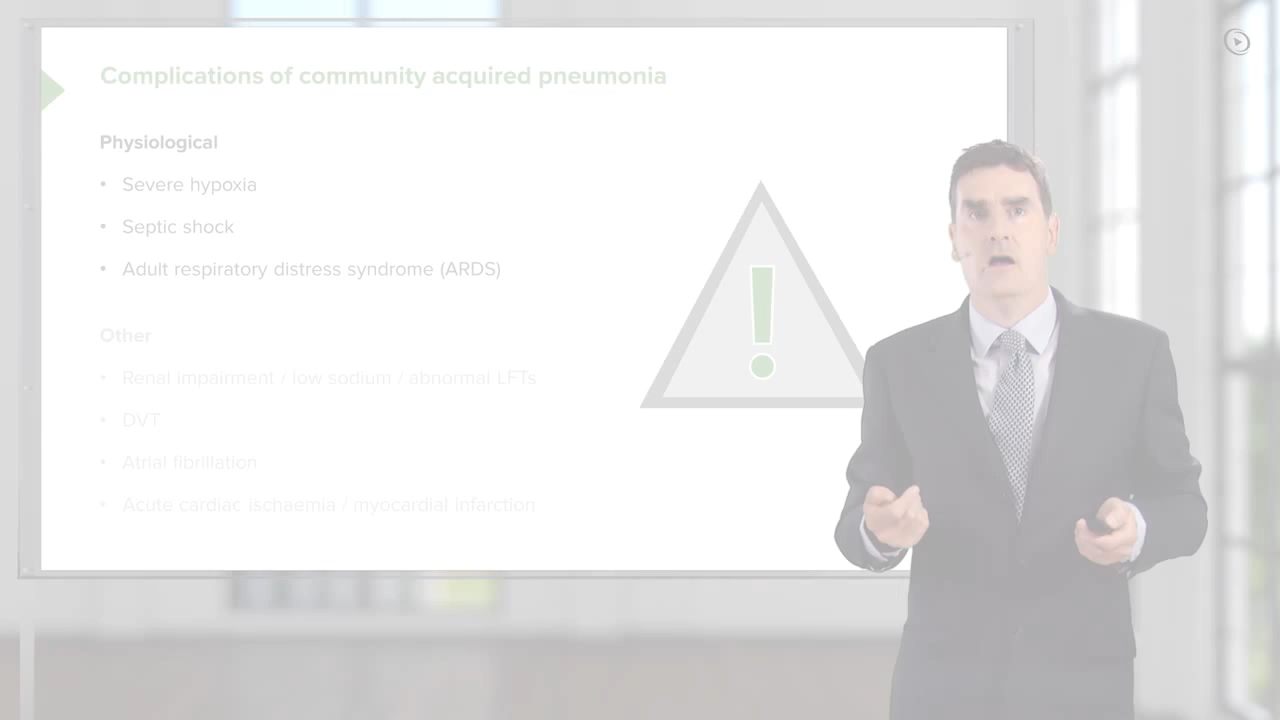 Complications of community acquired pneumonia
Physiological
• Severe hypoxia
• Septic shock
• Adult respiratory distress syndrome (ARDS)
Other
• Renal impairment / low sodium / abnormal LFTs
• DVT
• Atrial fibrillation
• Acute cardiac ischaemia / myocardial infarction